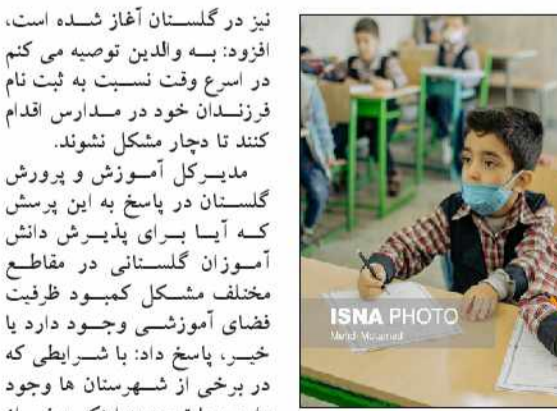 نیز در گلستان آغاز شده است،
افزود: به والدین توصیه می کنم
در اسرع وقت نسبت به ثبت نام
فرزندان خود در مدارس اقدام
کنند تا دچار مشکل نشوند.
مدیرکل آموزش و پرورش
گلستان در پاسخ به این پرسش
که آیا برای پذیرش دانش
آموزان گلستانی در مقاطع
مختلف مشکل کمبود ظرفیت
فضای آموزشی وجود دارد یا
خیر، پاسخ داد: با شرایطی که
در برخی از شهرستان ها وجود
ISNA PHOTO